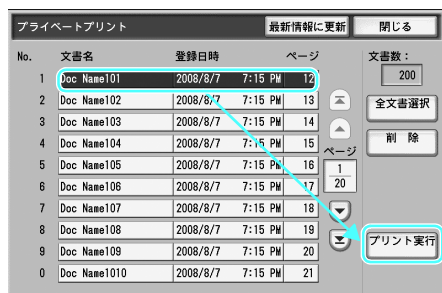 プライベートプリント 最新情報に更新 閉じる
No. 文書名 登録日時 ページ 文書数：
200
1 Doc Name101 2008/8/7 7:15 PM 12
2 Doc Name102 2008/8/7 7:15 PM 13 全文書選択
3 Doc Name103 2008/8/7 7:15 PM 14
4 Doc Name104 2008/8/7 7:15 PM 15 削 除
ページ
5 Doc Name105 2008/8/7 7:15 PM 16 1
6 Doc Name106 2008/8/7 7:15 PM 17 20
7 Doc Name107 2008/8/7 7:15 PM 18
8 Doc Name108 2008/8/7 7:15 PM 19 プリント実行
9 Doc Name109 2008/8/7 7:15 PM 20
0 Doc Name1010 2008/8/7 7:15 PM 21